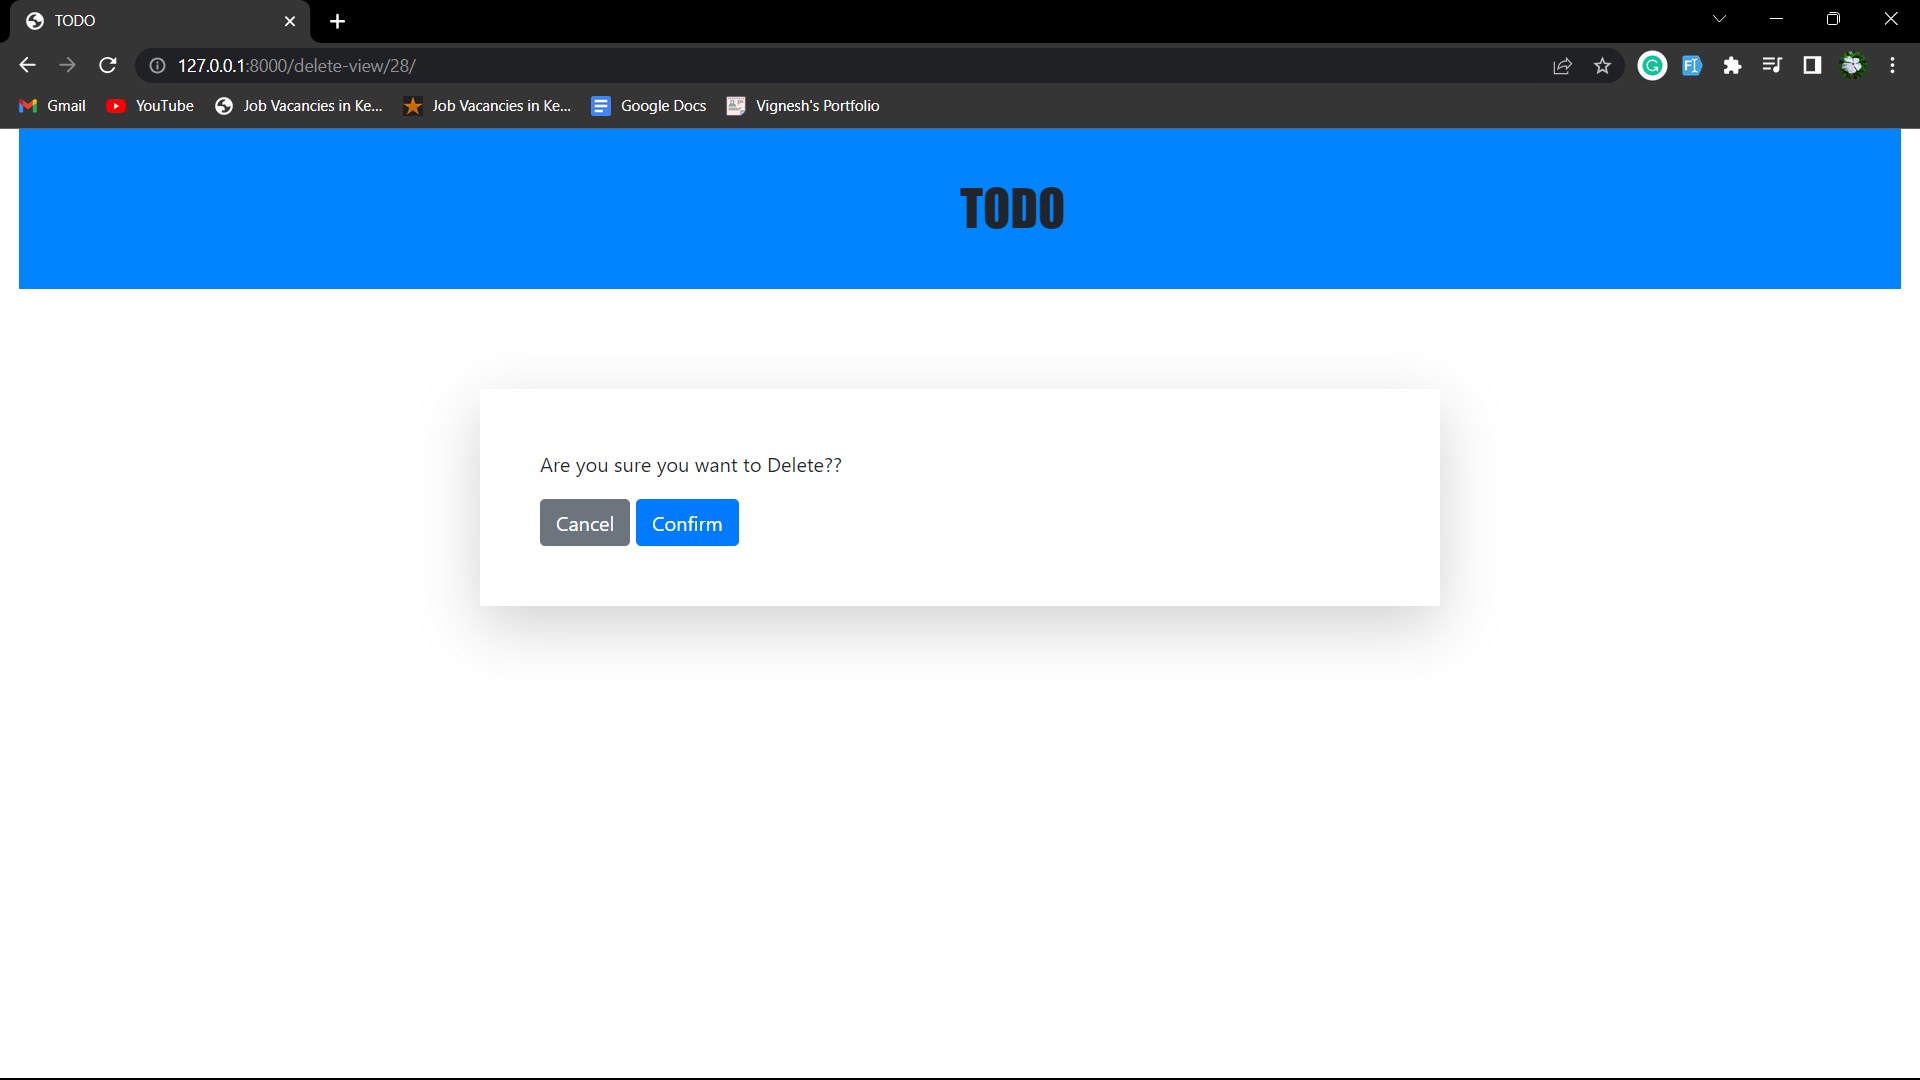 TODO
127.0.0.1:8000/delete-view/28/
Gmail YouTube Job Vacancies in Ke... Job Vacancies in Ke... Google Docs Vignesh's Portfolio
TODO
Are you sure you want to Delete??
Cancel Confirm